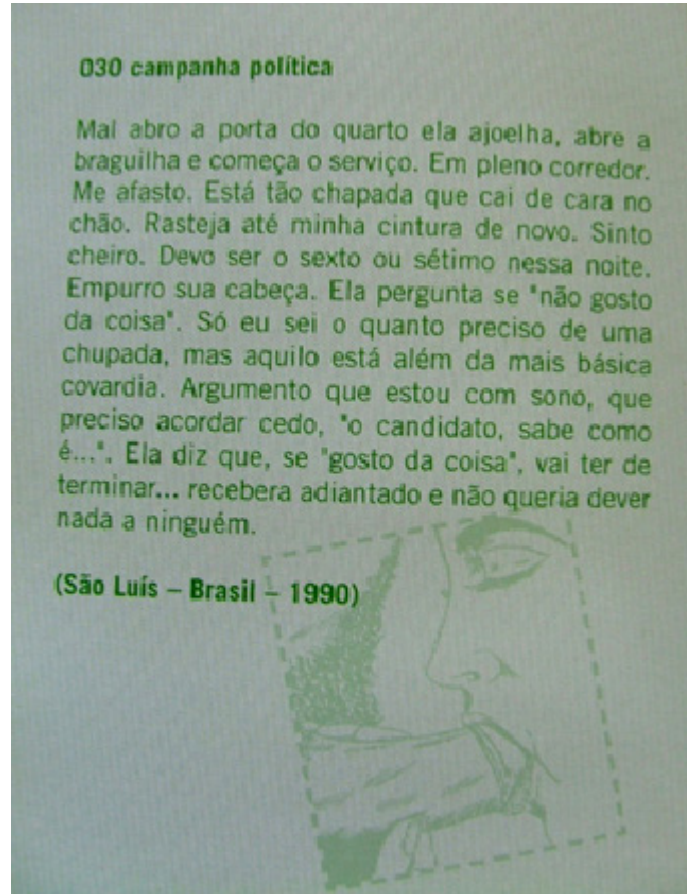 030 campanha política
Mal abro a porta do quarto ela ajoelha, abre a
braguilha e começa o serviço. Em pleno corredor.
Me afasto. Está tão chapada que cai de cara no
chão. Rasteja até minha cintura de novo. Sinto
cheiro. Devo ser o sexto ou sétimo nessa noite.
Empurro sua cabeça. Ela pergunta se "não gosto
da coisa". Só eu sei o quanto preciso de uma
chupada, mas aquilo está além da mais básica
covardia. Argumento que estou com sono, que
preciso acordar cedo, "o candidato, sabe como
é...". Ela diz que, se "gosto da coisa", vai ter de
terminar... recebera adiantado e não queria dever
nada a ninguém.
(São Luís – Brasil – 1990)